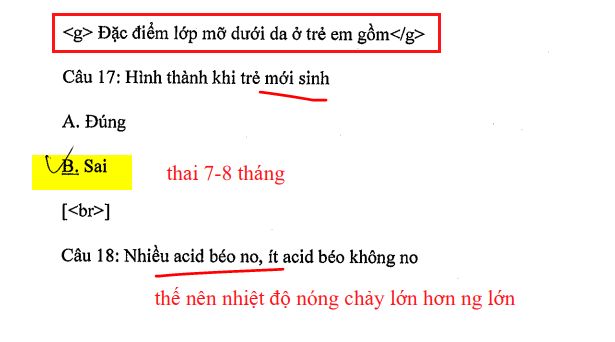 <g> Đặc điểm lớp mỡ dưới da ở trẻ em gồm</g>
Câu 17: Hình thành khi trẻ mới sinh
A. Đúng
B. Sai
thai 7-8 tháng
[<br>]
Câu 18: Nhiều acid béo no, ít acid béo không no
thế nên nhiệt độ nóng chảy lớn hơn ng lớn